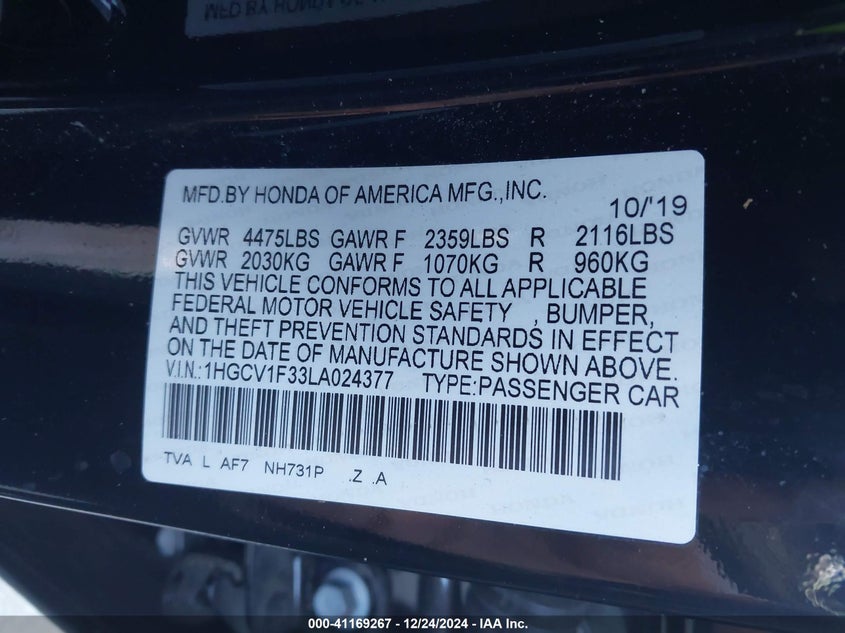 MFD.BY HONDA OF AMERICA MFG.,INC.
10/'19
GVWR 4475LBS GAWR F 2359LBS R 2116LBS
GVWR 2030KG GAWR F 1070KG R 960KG
THIS VEHICLE CONFORMS TO ALL APPLICABLE
FEDERAL MOTOR VEHICLE SAFETY , BUMPER,
AND THEFT PREVENTION STANDARDS IN EFFECT
ON THE DATE OF MANUFACTURE SHOWN ABOVE.
V.I.N.:1HGCV1F33LA024377 TYPE:PASSENGER CAR
TVA L AF7 NH731P .Z .A
000-41169267 - 12/24/2024 - IAA Inc.